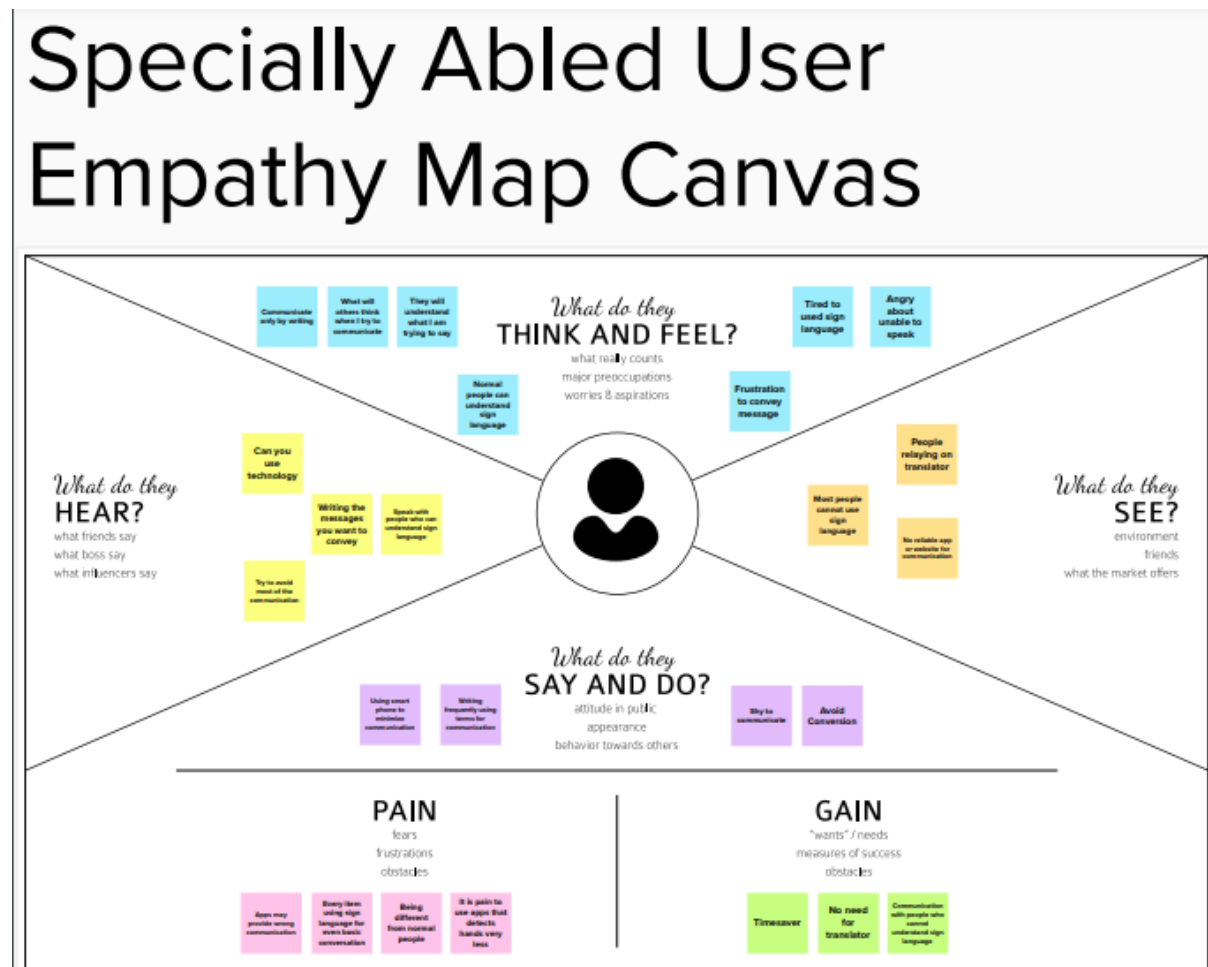 Specially Abled User
Empathy Map Canvas
What do they
THINK AND FEEL?
what really counts
major preoccupations
worries & aspirations
Communicate
only by writing
What will
others think
when I try to
communicate
They will
understand
what I am
trying to say
Normal
people can
understand
sign
language
Tired to
used sign
language
Angry
about
unable to
speak
Frustration
to convey
message
What do they
HEAR?
what friends say
what boss say
what influencers say
Can you
use
technology
Writing the
messages
you want to
convey
Speak with
people who can
understand sign
language
Try to avoid
most of the
communication
People
relaying on
translator
Most people
cannot use
sign
language
No reliable app
or website for
communication
What do they
SEE?
environment
friends
what the market offers
What do they
SAY AND DO?
attitude in public
appearance
behavior towards others
Using smart
phone to
minimize
communication
Writing
frequently using
terms for
communication
Shy to
communicate
Avoid
Conversion
PAIN
fears
frustrations
obstacles
Apps may
provide wrong
communication
Every item
using sign
language for
even basic
conversation
Being
different
from normal
people
It is pain to
use apps that
detects
hands very
less
GAIN
"wants" / needs
measures of success
obstacles
Timesaver
No need
for
translator
Communication
with people who
cannot
understand sign
language